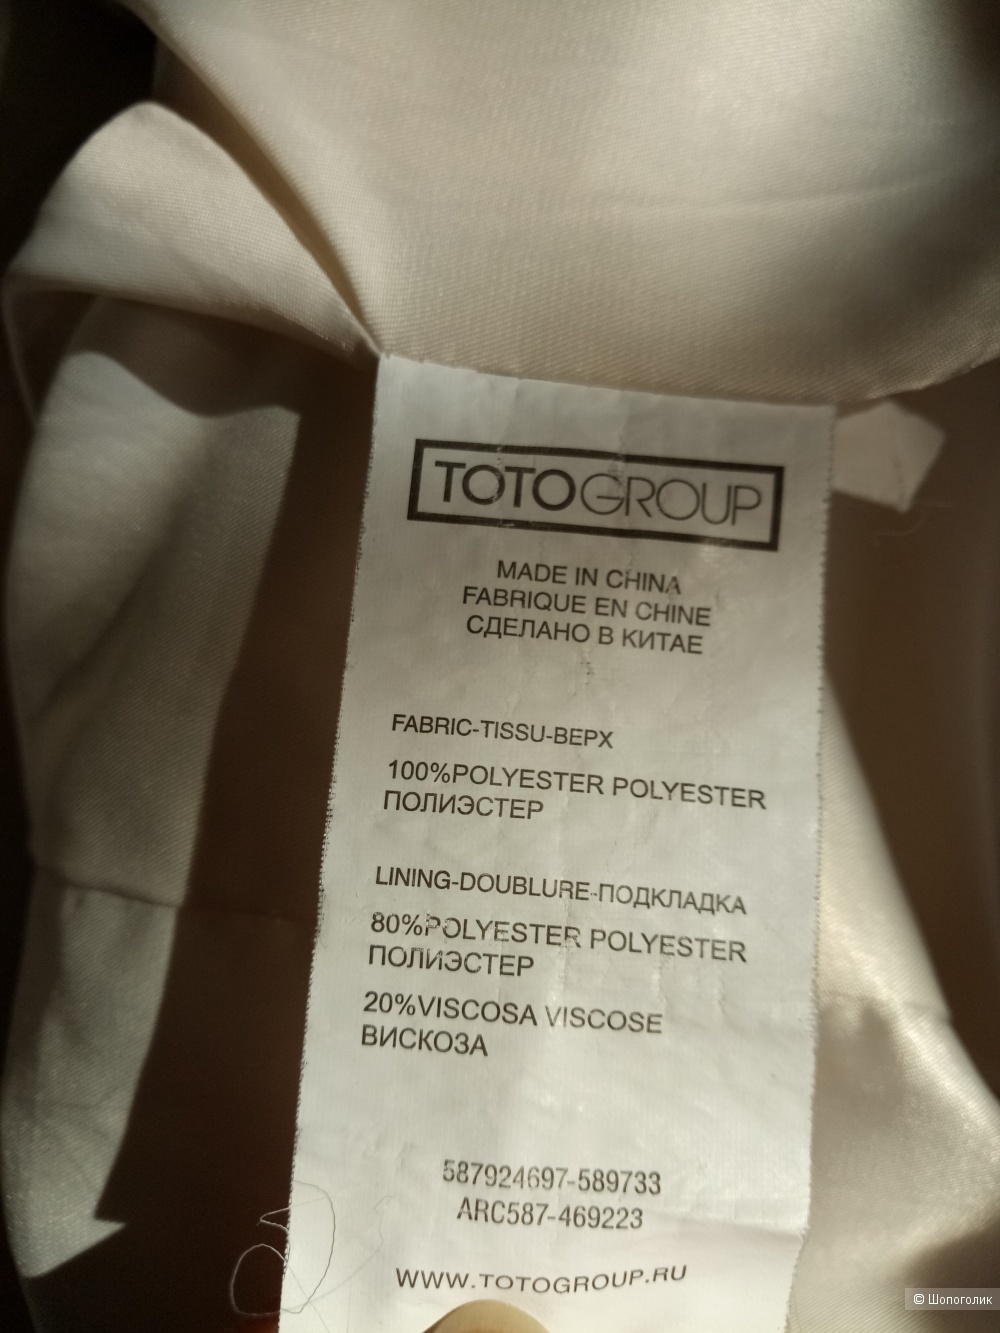 TOTOGROUP
MADE IN CHINA
FABRIQUE EN CHINE
СДЕЛАНО В КИТАЕ
FABRIC-TISSU-ВЕРХ
100%POLYESTER POLYESTER
ПОЛИЭСТЕР
LINING-DOUBLURE-ПОДКЛАДКА
80%POLYESTER POLYESTER
ПОЛИЭСТЕР
20%VISCOSA VISCOSE
ВИСКОЗА
587924697-589733
ARC587-469223
WWW.TOTOGROUP.RU
© Шопоголик